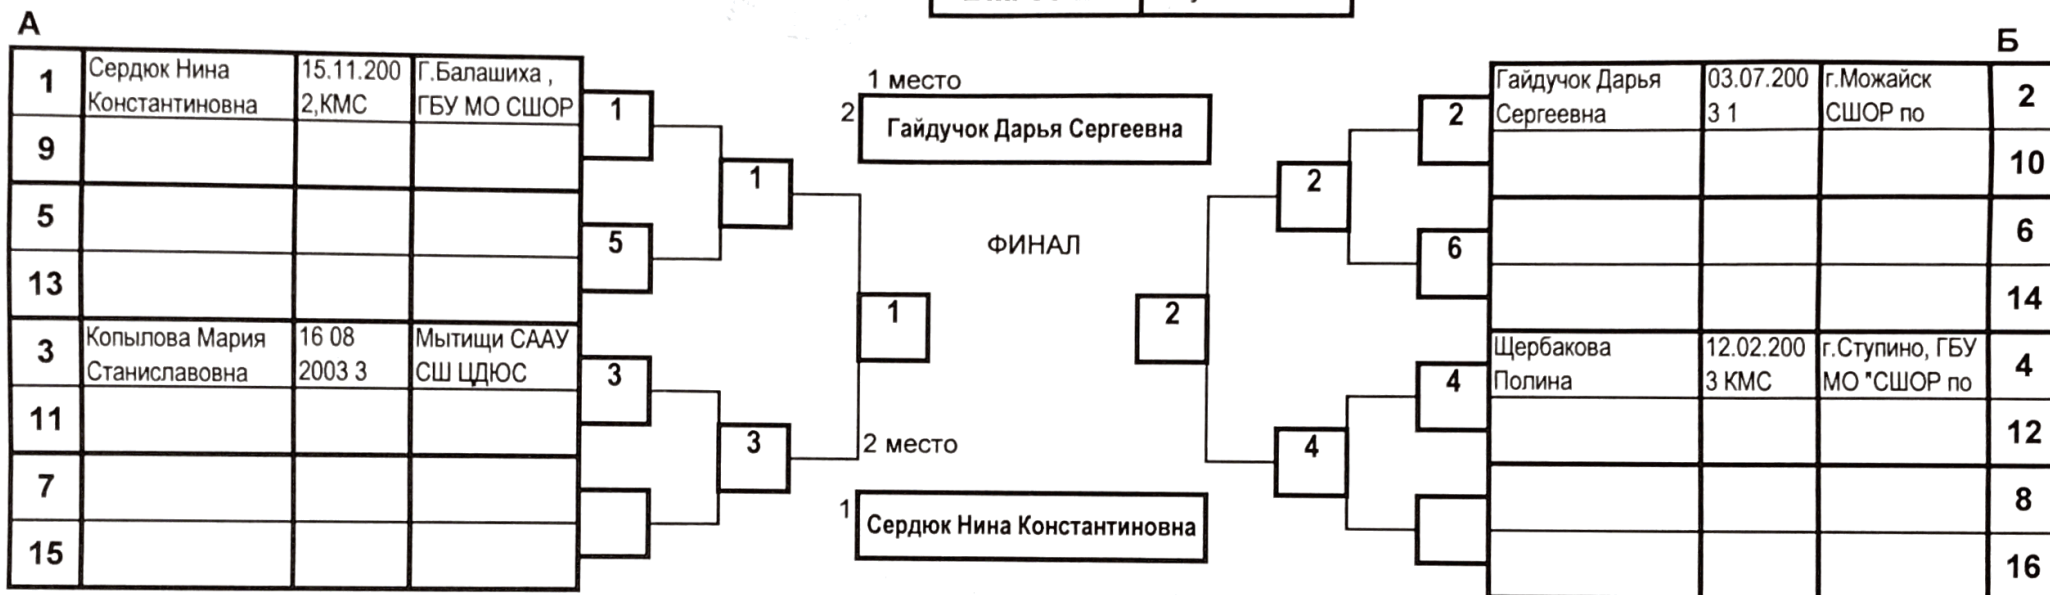 А
1
Сердюк Нина
Константиновна
15.11.200
2,КМС
Г.Балашиха ,
ГБУ МО СШОР
9
5
13
3
Копылова Мария
Станиславовна
16 08
2003 3
Мытищи СААУ
СШ ЦДЮС
11
7
15
1
5
3
1
3
1
1 место
2
Гайдучок Дарья Сергеевна
ФИНАЛ
2 место
1
Сердюк Нина Константиновна
2
2
4
2
6
4
Б
Гайдучок Дарья
Сергеевна
03.07.200
3 1
г.Можайск
СШОР по
2
10
6
14
Щербакова
Полина
12.02.200
3 КМС
г.Ступино, ГБУ
МО "СШОР по
4
12
8
16